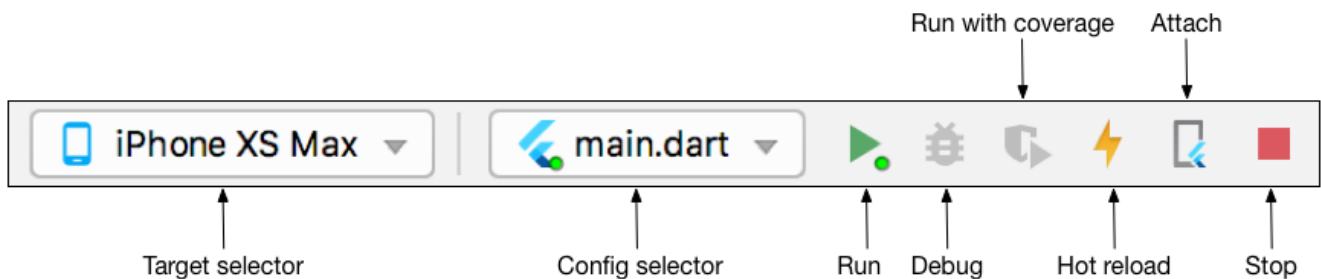 Run with coverage Attach
iPhone XS Max main.dart
Target selector Config selector Run Debug Hot reload Stop